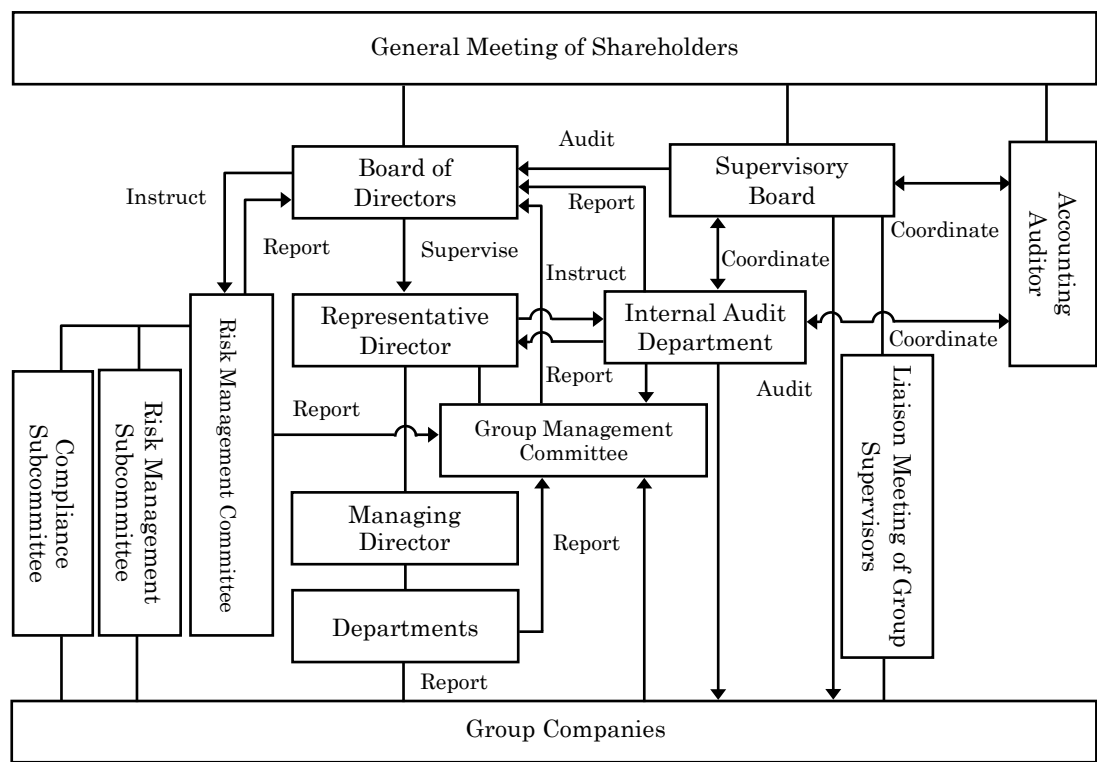 General Meeting of Shareholders
Audit
Board of
Directors
Supervisory
Board
Accounting
Auditor
Instruct
Report
Report
Supervise
Coordinate
Coordinate
Instruct
Representative
Director
Internal Audit
Department
Coordinate
Risk Management Committee
Report
Audit
Compliance
Subcommittee
Risk Management
Subcommittee
Report
Group Management
Committee
Liaison Meeting of Group
Supervisors
Managing
Director
Report
Departments
Report
Group Companies